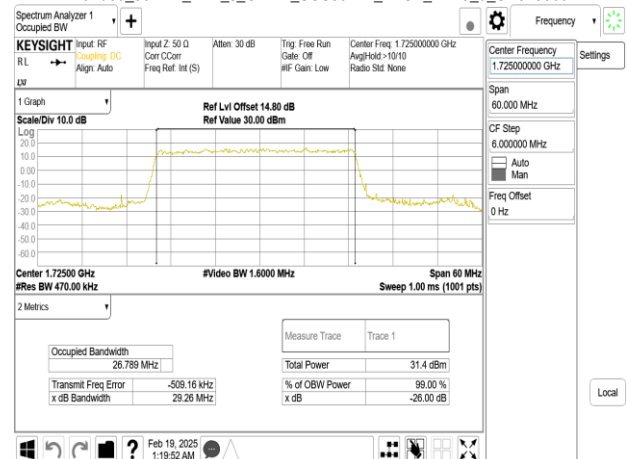 Spectrum Analyzer 1
Occupied BW
Frequency
KEYSIGHT
RL
LXI
Input: RF
Coupling: DC
Align: Auto
Input Z: 50 Ω
Corr CCorr
Freq Ref: Int (S)
Atten: 30 dB
Trig: Free Run
Gate: Off
#IF Gain: Low
Center Freq: 1.725000000 GHz
Avg|Hold:>10/10
Radio Std: None
Center Frequency
1.725000000 GHz
Settings
Span
60.000 MHz
CF Step
6.000000 MHz
Auto
Man
Freq Offset
0 Hz
Local
1 Graph
Scale/Div 10.0 dB
Ref Lvl Offset 14.80 dB
Ref Value 30.00 dBm
Log
20.0
10.0
0.00
-10.0
-20.0
-30.0
-40.0
-50.0
-60.0
Center 1.72500 GHz
#Video BW 1.6000 MHz
Span 60 MHz
#Res BW 470.00 kHz
Sweep 1.00 ms (1001 pts)
2 Metrics
Measure Trace
Trace 1
Occupied Bandwidth
26.789 MHz
Total Power
31.4 dBm
Transmit Freq Error
-509.16 kHz
% of OBW Power
99.00 %
x dB Bandwidth
29.26 MHz
x dB
-26.00 dB
Feb 19, 2025
1:19:52 AM